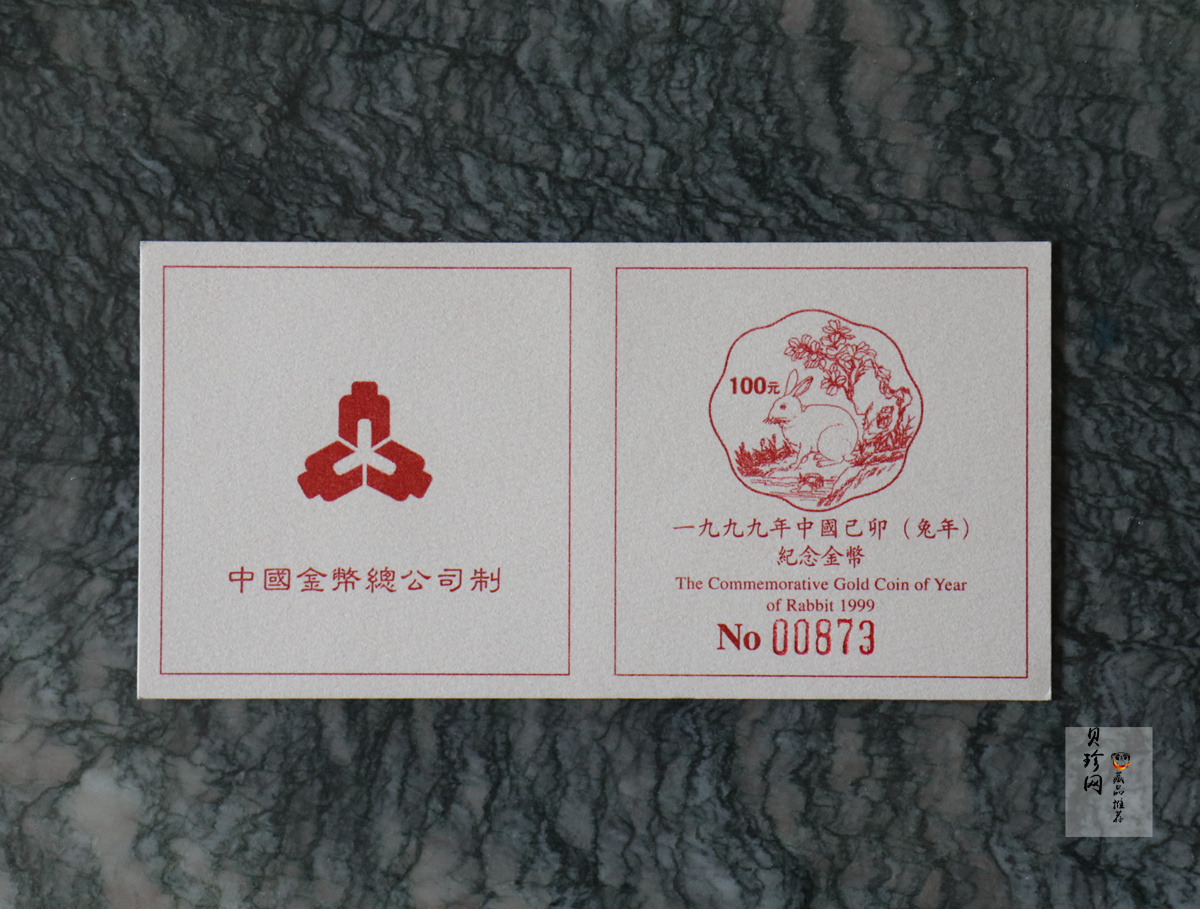 中國金幣總公司制
100元
一九九九年中國己卯（兔年）
紀念金幣
The Commemorative Gold Coin of Year
of Rabbit 1999
No 00873
贝珍网
藏品推荐